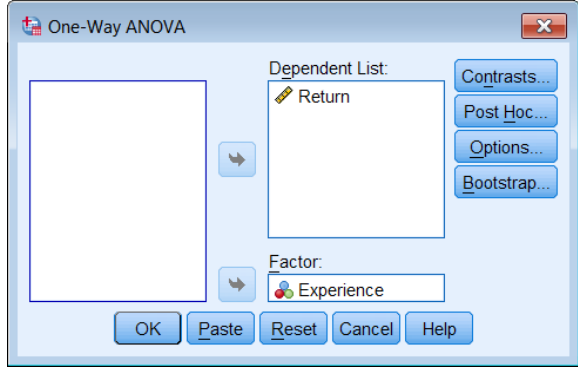 One-Way ANOVA
Dependent List:
Return
Contrasts...
Post Hoc...
Options...
Bootstrap...
Factor:
Experience
OK Paste Reset Cancel Help